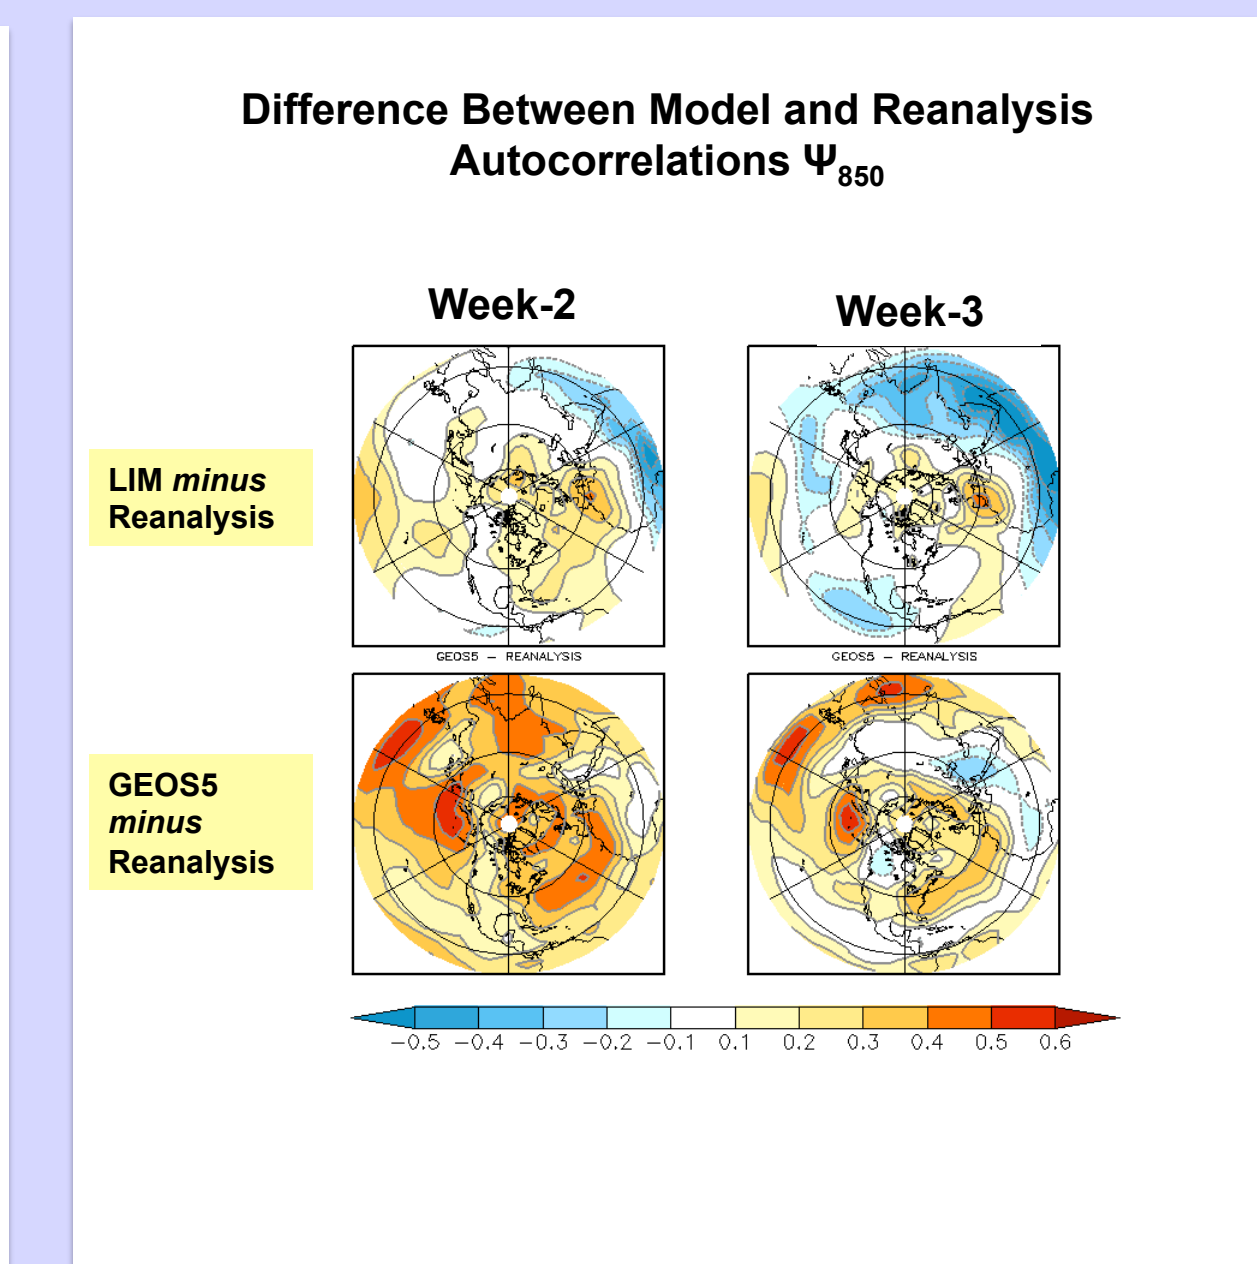 Difference Between Model and Reanalysis
Autocorrelations Ψ850
Week-2
Week-3
LIM minus
Reanalysis
GEOS5 – REANALYSIS
GEOS5 – REANALYSIS
GEOS5
minus
Reanalysis
−0.5 −0.4 −0.3 −0.2 −0.1 0.1 0.2 0.3 0.4 0.5 0.6